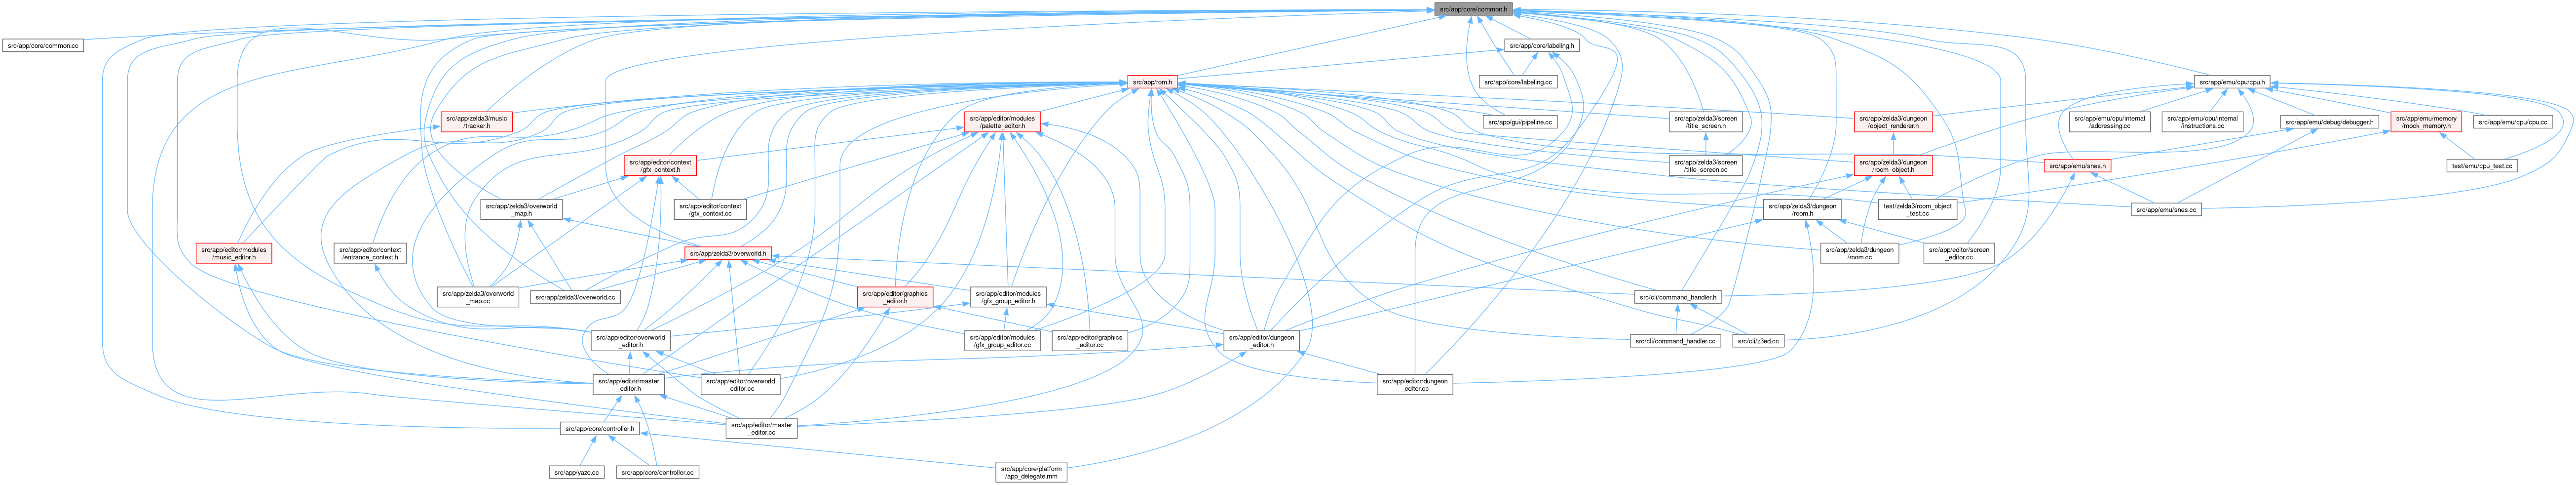 src/app/core/common.h
src/app/core/common.cc
src/app/core/labeling.h
src/app/rom.h
src/app/core/labeling.cc
src/app/emu/cpu/cpu.h
src/app/zelda3/music
/tracker.h
src/app/editor/modules
/palette_editor.h
src/app/gui/pipeline.cc
src/app/zelda3/screen
/title_screen.h
src/app/zelda3/dungeon
/object_renderer.h
src/app/emu/cpu/internal
/addressing.cc
src/app/emu/cpu/internal
/instructions.cc
src/app/emu/debug/debugger.h
src/app/emu/memory
/mock_memory.h
src/app/emu/cpu/cpu.cc
src/app/editor/context
/gfx_context.h
src/app/zelda3/screen
/title_screen.cc
src/app/zelda3/dungeon
/room_object.h
src/app/emu/snes.h
test/emu/cpu_test.cc
src/app/zelda3/overworld
_map.h
src/app/editor/context
/gfx_context.cc
src/app/zelda3/dungeon
/room.h
test/zelda3/room_object
_test.cc
src/app/emu/snes.cc
src/app/editor/modules
/music_editor.h
src/app/editor/context
/entrance_context.h
src/app/zelda3/overworld.h
src/app/zelda3/dungeon
/room.cc
src/app/editor/screen
_editor.cc
src/app/zelda3/overworld
_map.cc
src/app/zelda3/overworld.cc
src/app/editor/graphics
_editor.h
src/app/editor/modules
/gfx_group_editor.h
src/cli/command_handler.h
src/app/editor/overworld
_editor.h
src/app/editor/modules
/gfx_group_editor.cc
src/app/editor/graphics
_editor.cc
src/app/editor/dungeon
_editor.h
src/cli/command_handler.cc
src/cli/z3ed.cc
src/app/editor/master
_editor.h
src/app/editor/overworld
_editor.cc
src/app/editor/dungeon
_editor.cc
src/app/core/controller.h
src/app/editor/master
_editor.cc
src/app/yaze.cc
src/app/core/controller.cc
src/app/core/platform
/app_delegate.mm